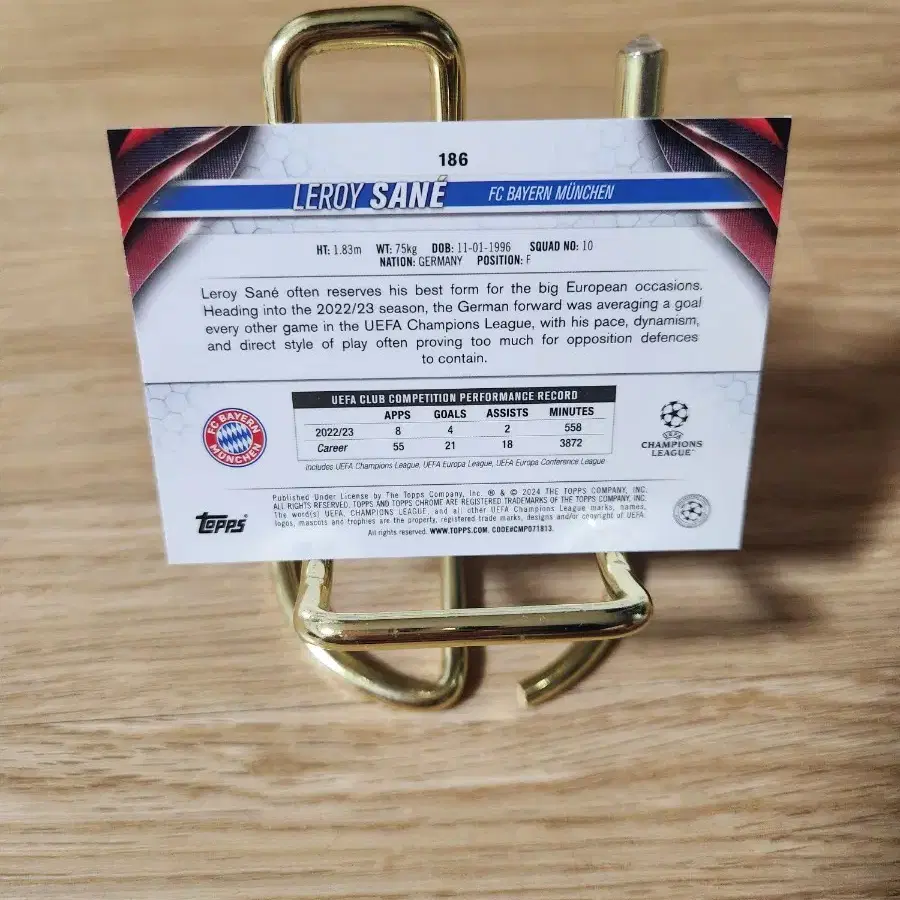 186
LEROY SANÉ FC BAYERN MÜNCHEN
HT: 1.83m WT: 75kg DOB: 11-01-1996 SQUAD NO: 10
NATION: GERMANY POSITION: F
Leroy Sané often reserves his best form for the big European occasions.
Heading into the 2022/23 season, the German forward was averaging a goal
every other game in the UEFA Champions League, with his pace, dynamism,
and direct style of play often proving too much for opposition defences
to contain.
UEFA CLUB COMPETITION PERFORMANCE RECORD
APPS GOALS ASSISTS MINUTES
2022/23 8 4 2 558
Career 55 21 18 3872
Includes UEFA Champions League, UEFA Europa League, UEFA Europa Conference League
FC BAYERN
MÜNCHEN
UEFA
CHAMPIONS
LEAGUE
Published Under License by The Topps Company, Inc. ® & © 2024 THE TOPPS COMPANY, INC.
ALL RIGHTS RESERVED. TOPPS AND TOPPS CHROME ARE REGISTERED TRADEMARKS OF THE TOPPS COMPANY, INC.
The word(s) UEFA, CHAMPIONS LEAGUE, and all other UEFA Champions League marks, names,
logos, mascots and trophies are the property, registered trade marks, designs and/or copyright of UEFA.
All rights reserved. WWW.TOPPS.COM. CODE#CMP071813.
topps®